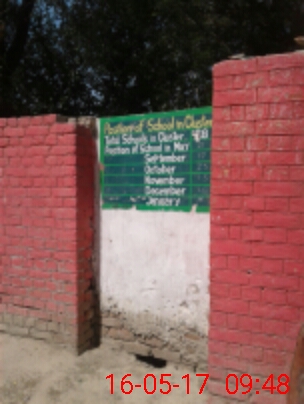 Position of School in Cluster
Total Schools in Cluster
Position of School in May
September
October
November
December
January
16-05-17 09:48